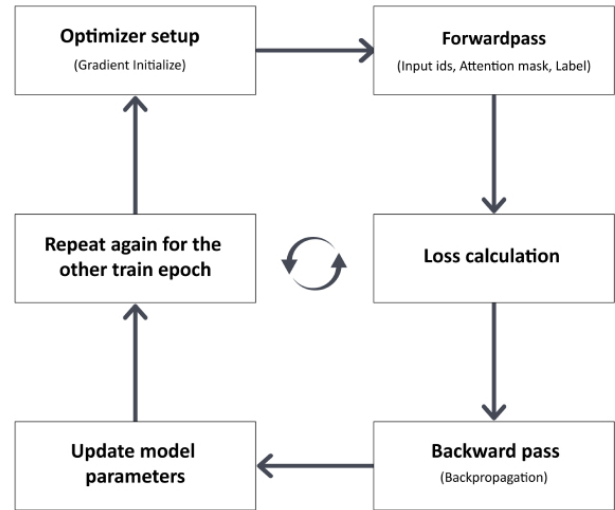 Optimizer setup
(Gradient Initialize)
Forwardpass
(Input ids, Attention mask, Label)
Repeat again for the
other train epoch
Loss calculation
Update model
parameters
Backward pass
(Backpropagation)